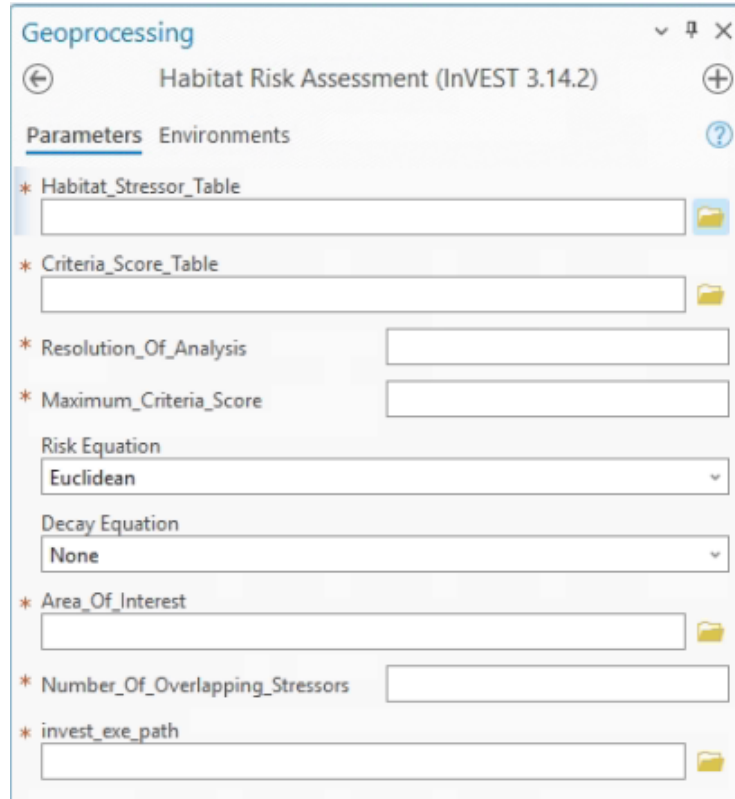 Geoprocessing
Habitat Risk Assessment (InVEST 3.14.2)
Parameters Environments
* Habitat_Stressor_Table
* Criteria_Score_Table
* Resolution_Of_Analysis
* Maximum_Criteria_Score
Risk Equation
Euclidean
Decay Equation
None
* Area_Of_Interest
* Number_Of_Overlapping_Stressors
* invest_exe_path